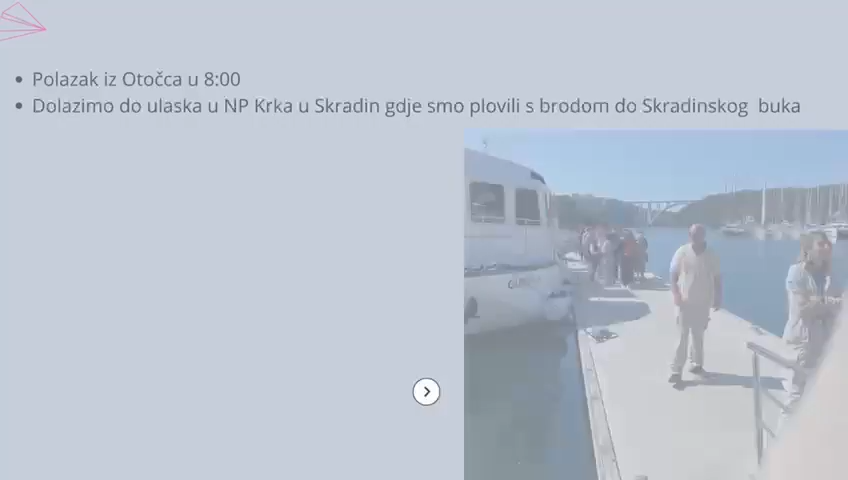 Polazak iz Otočca u 8:00
Dolazimo do ulaska u NP Krka u Skradin gdje smo plovili s brodom do Skradinskog buka